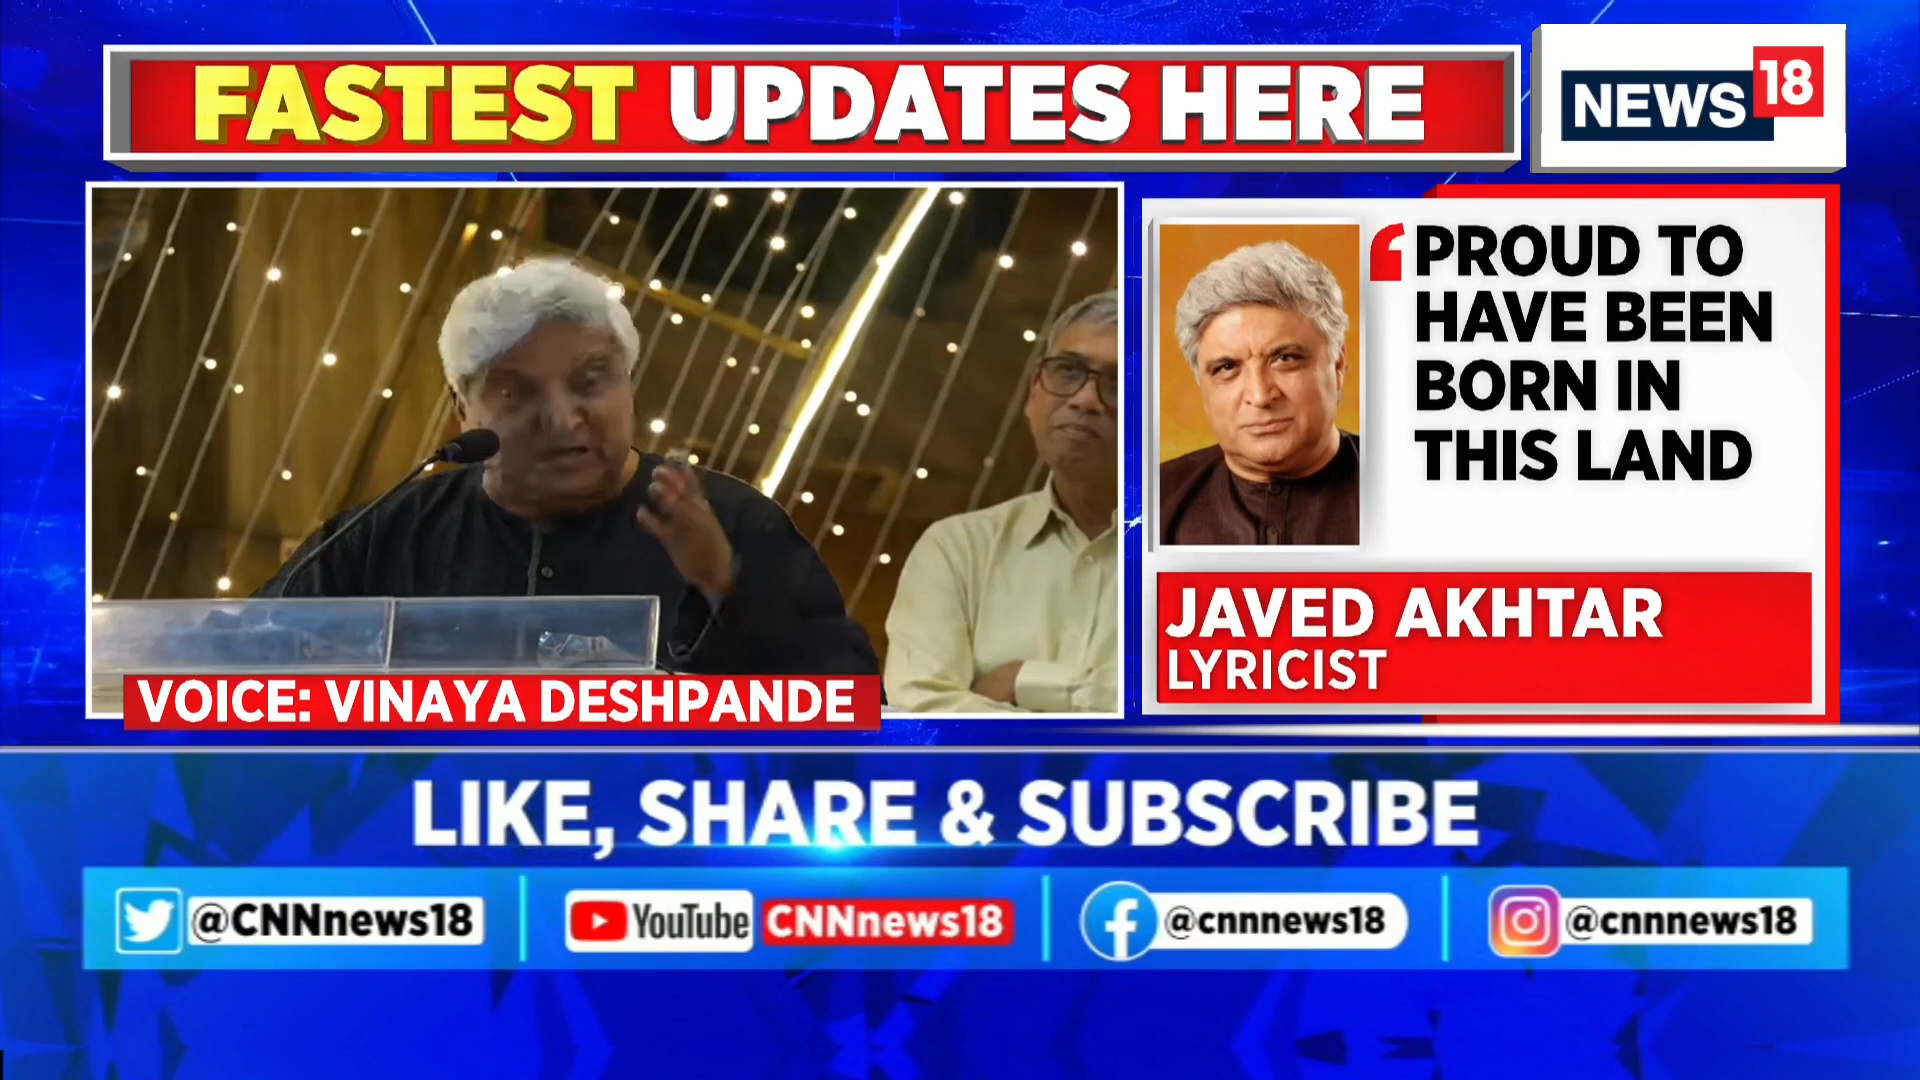 FASTEST UPDATES HERE
NEWS18
‘PROUD TO
HAVE BEEN
BORN IN
THIS LAND
JAVED AKHTAR
LYRICIST
VOICE: VINAYA DESHPANDE
LIKE, SHARE & SUBSCRIBE
@CNNnews18 YouTube CNNnews18 @cnnnews18 @cnnnews18